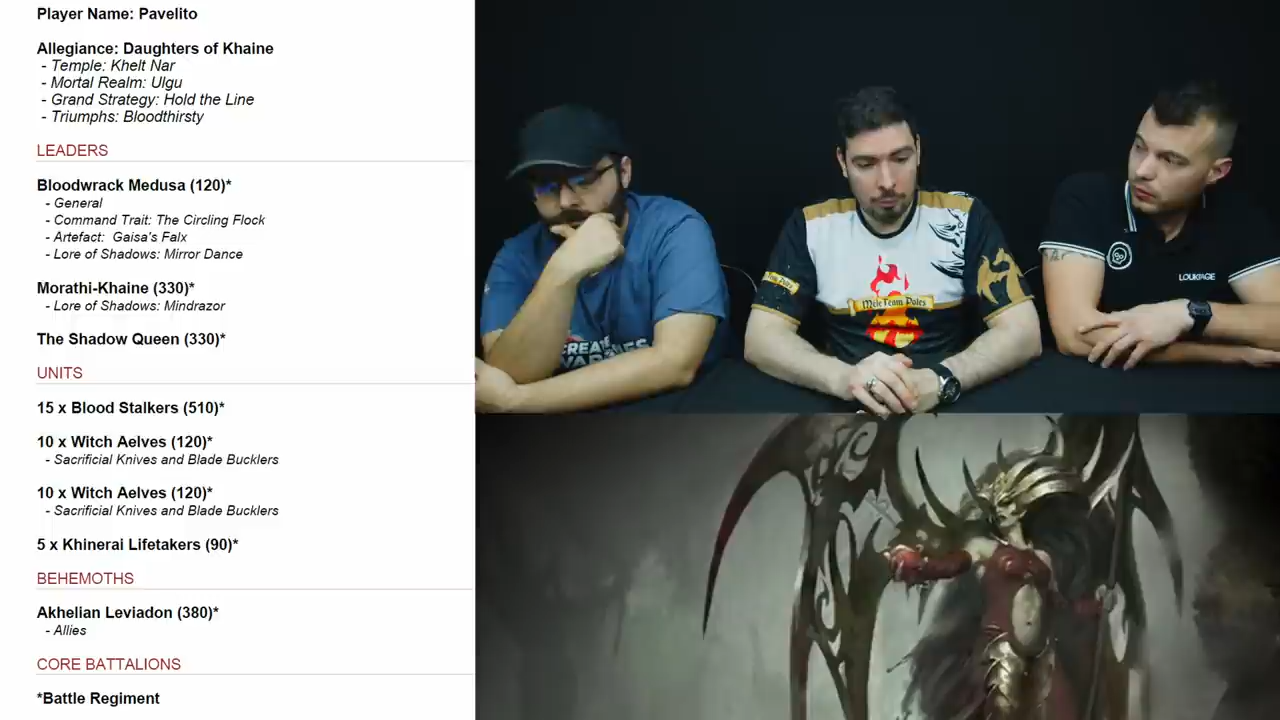 Player Name: Pavelito
Allegiance: Daughters of Khaine
- Temple: Khelt Nar
- Mortal Realm: Ulgu
- Grand Strategy: Hold the Line
- Triumphs: Bloodthirsty
LEADERS
Bloodwrack Medusa (120)*
- General
- Command Trait: The Circling Flock
- Artefact: Gaisa's Falx
- Lore of Shadows: Mirror Dance
Morathi-Khaine (330)*
- Lore of Shadows: Mindrazor
The Shadow Queen (330)*
UNITS
15 x Blood Stalkers (510)*
10 x Witch Aelves (120)*
- Sacrificial Knives and Blade Bucklers
10 x Witch Aelves (120)*
- Sacrificial Knives and Blade Bucklers
5 x Khinerai Lifetakers (90)*
BEHEMOTHS
Akhelian Leviadon (380)*
- Allies
CORE BATTALIONS
*Battle Regiment
MeleTeam Poles